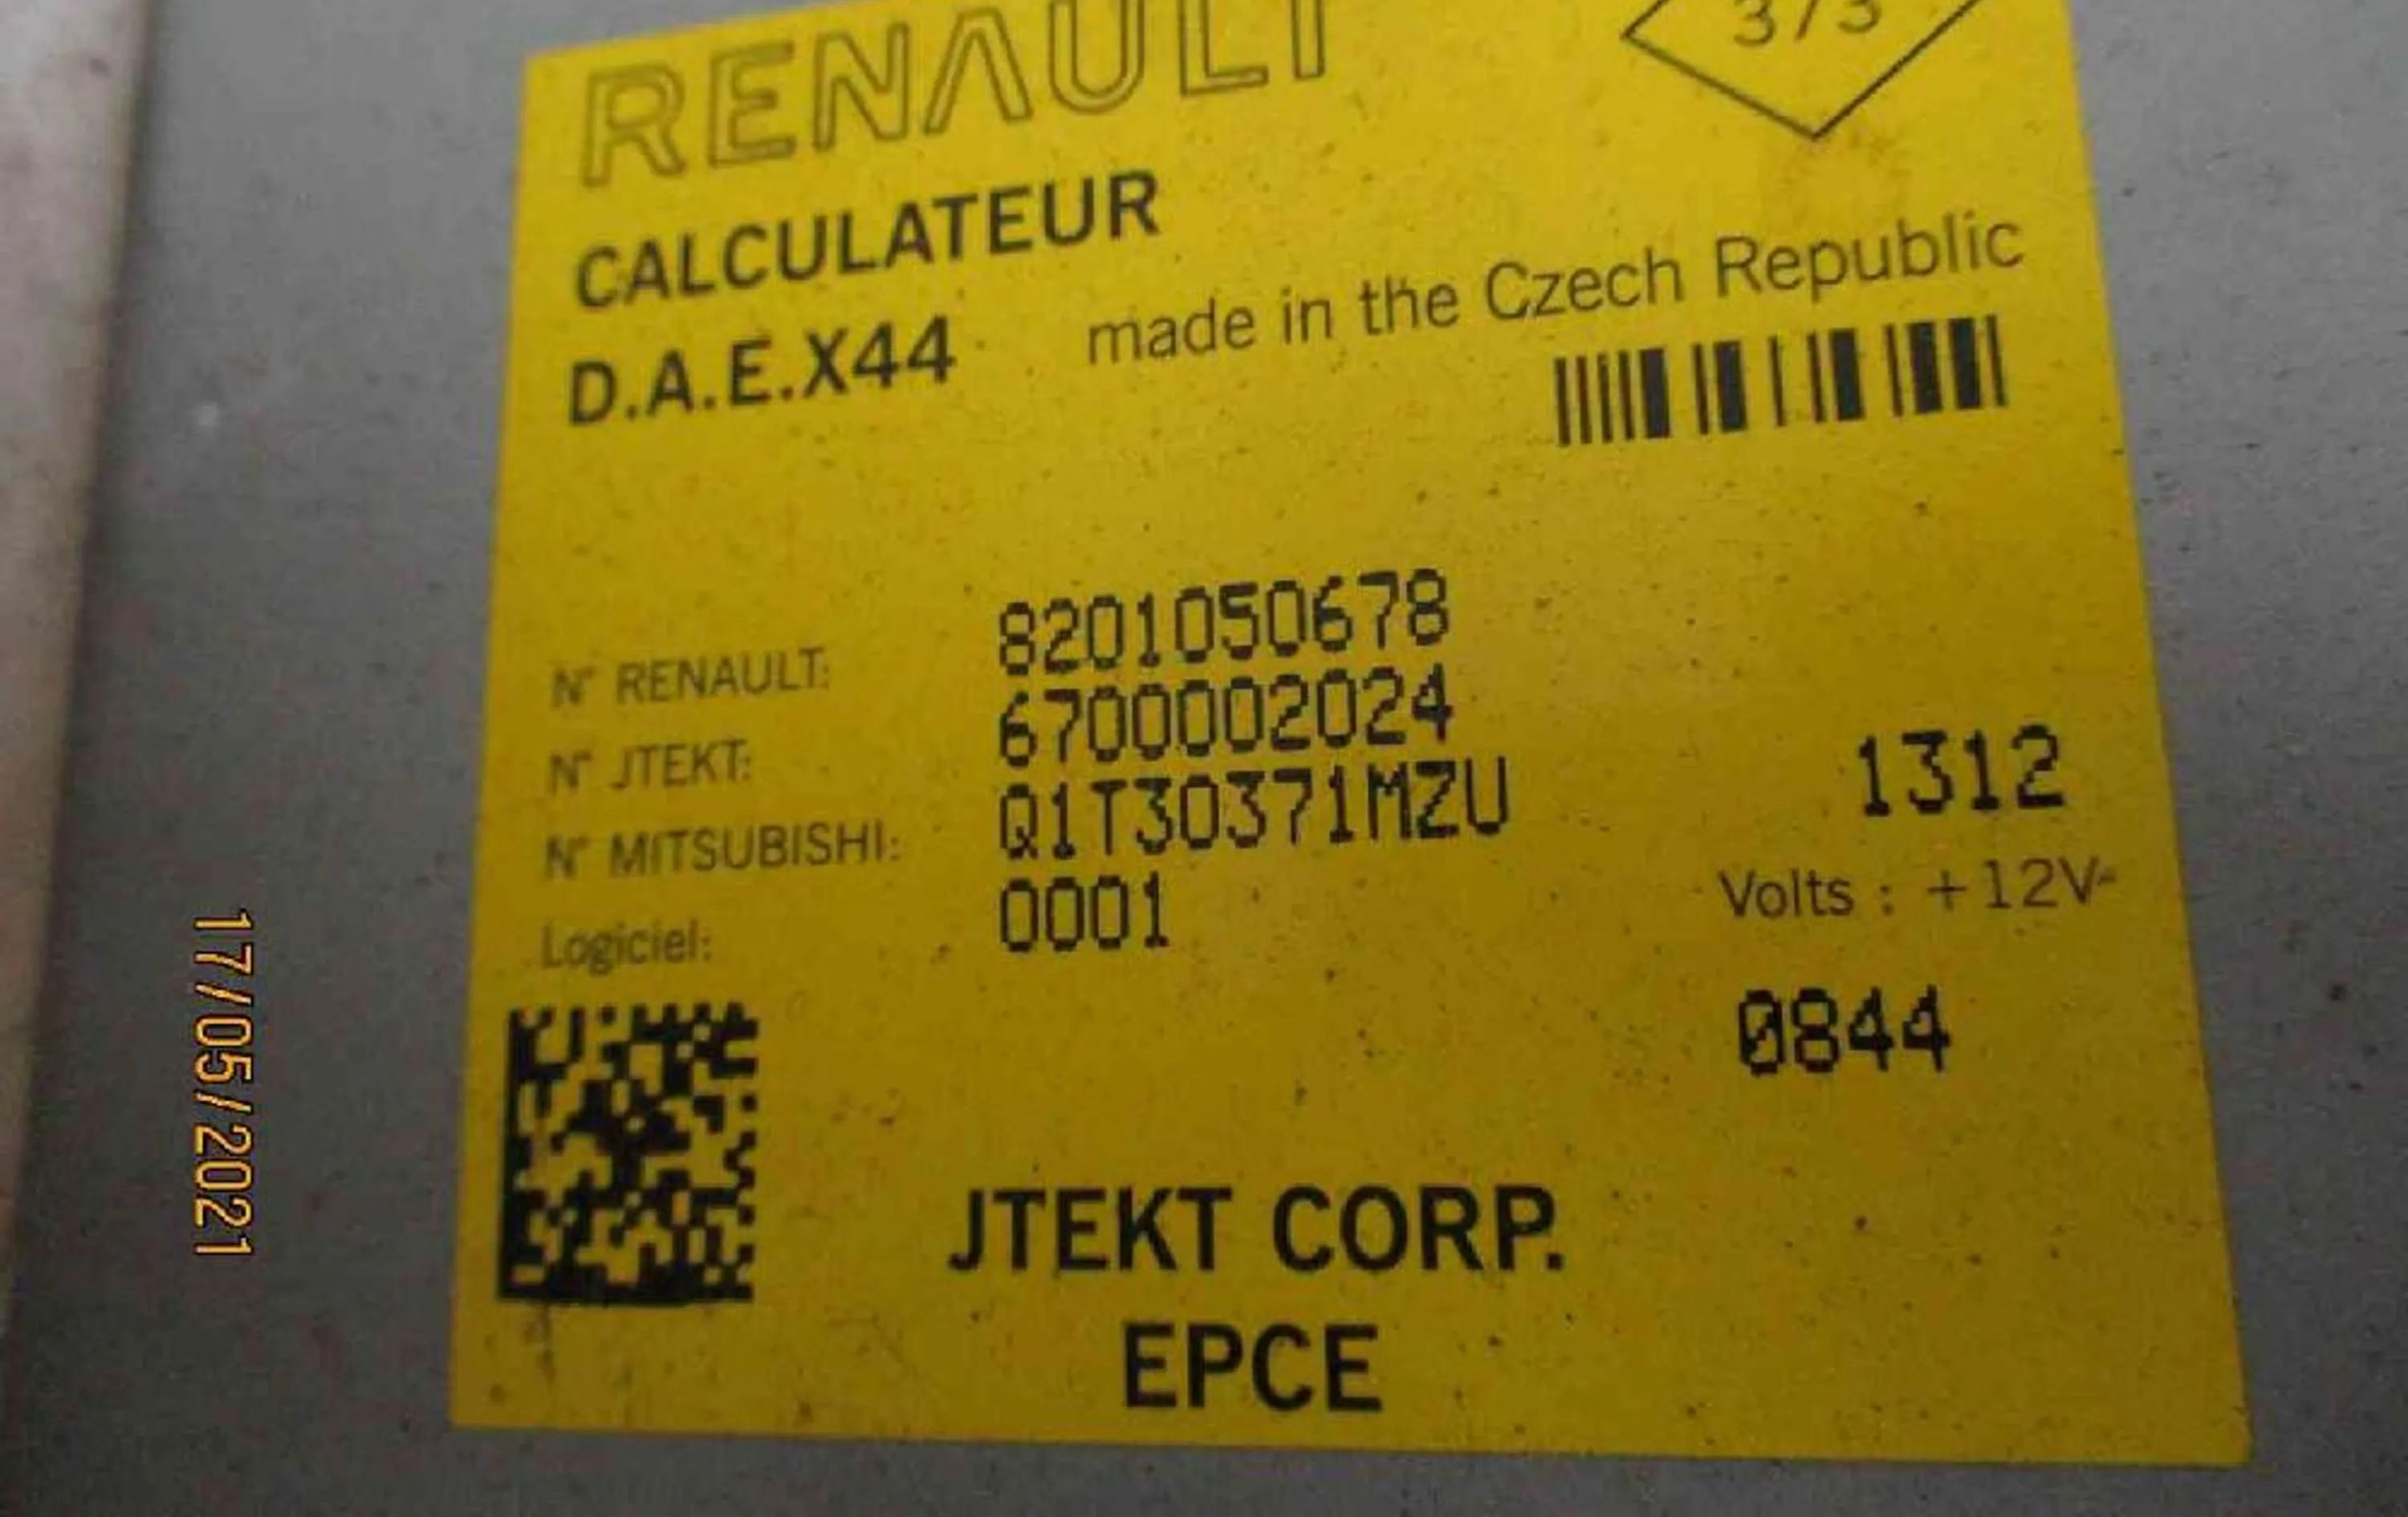 RENAULT
3/3
CALCULATEUR
D.A.E.X44
made in the Czech Republic
N° RENAULT: 8201050678
N° JTEKT: 6700002024
N° MITSUBISHI: Q1T30371MZU
1312
Logiciel: 0001
Volts : +12V-
0844
JTEKT CORP.
EPCE
17/05/2021